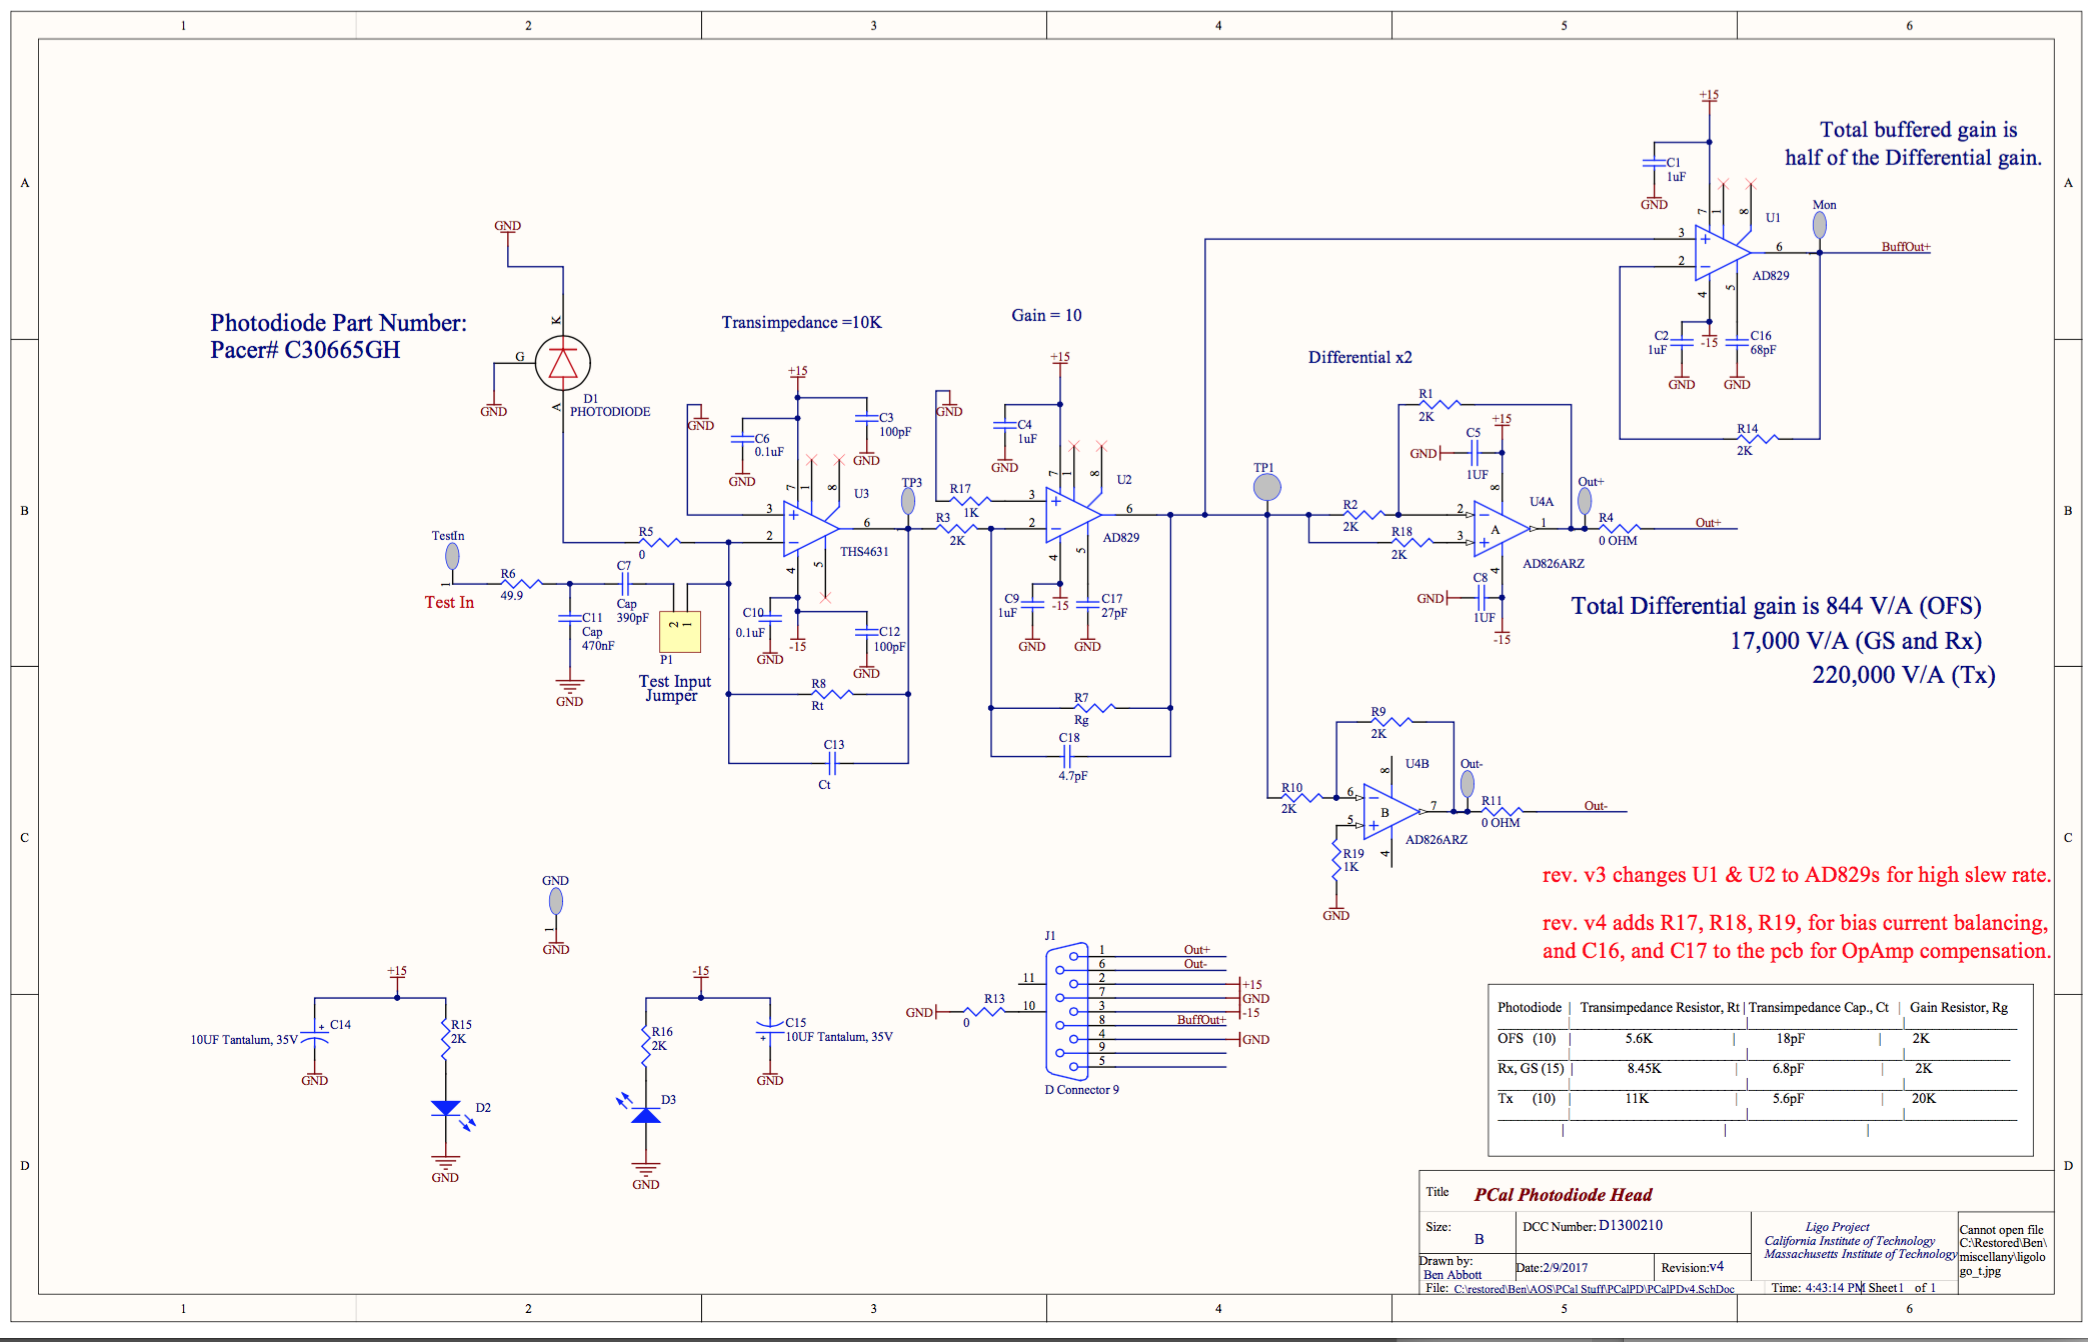 1 2 3 4 5 6
A
B
C
D
A
B
C
D
1 2 3 4 5 6
Photodiode Part Number:
Pacer# C30665GH
GND
K
G
GND
A
D1
PHOTODIODE
TestIn
1
Test In
R6
49.9
C11
Cap
470nF
GND
C7
Cap
390pF
R5
0
2 1
P1
Test Input
Jumper
Transimpedance =10K
+15
GND
C6
0.1uF
GND
C3
100pF
GND
7 1 8
U3
3
2
6
4 5
THS4631
C10
0.1uF
GND
-15
C12
100pF
GND
R8
Rt
C13
Ct
TP3
Gain = 10
+15
GND
C4
1uF
GND
7 1 8
U2
R17
1K
R3
2K
3
2
6
4 5
AD829
C9
1uF
GND
-15
C17
27pF
GND
R7
Rg
C18
4.7pF
TP1
Differential x2
R1
2K
+15
C5
GND
1UF
8
R2
2K
R18
2K
2
3
A
1
U4A
AD826ARZ
4
C8
GND
1UF
-15
Out+
R4
0 OHM
Out+
Total buffered gain is
half of the Differential gain.
+15
C1
1uF
GND
7 1 8
U1
3
2
6
4 5
AD829
Mon
BuffOut+
C2
1uF
GND
-15
C16
68pF
GND
R14
2K
Total Differential gain is 844 V/A (OFS)
17,000 V/A (GS and Rx)
220,000 V/A (Tx)
R9
2K
8
U4B
R10
2K
6
5
B
7
4
AD826ARZ
R19
1K
GND
Out-
R11
0 OHM
Out-
rev. v3 changes U1 & U2 to AD829s for high slew rate.
rev. v4 adds R17, R18, R19, for bias current balancing,
and C16, and C17 to the pcb for OpAmp compensation.
GND
1
GND
+15
C14
10UF Tantalum, 35V
GND
R15
2K
D2
GND
-15
R16
2K
D3
GND
C15
10UF Tantalum, 35V
GND
J1
11
10
GND
R13
0
1 Out+
6 Out-
2 +15
7 GND
3 -15
8 BuffOut+
4 GND
9
5
D Connector 9
Photodiode | Transimpedance Resistor, Rt | Transimpedance Cap., Ct | Gain Resistor, Rg
OFS (10) | 5.6K | 18pF | 2K
Rx, GS (15) | 8.45K | 6.8pF | 2K
Tx (10) | 11K | 5.6pF | 20K
Title PCal Photodiode Head
Size: B
DCC Number: D1300210
Ligo Project
California Institute of Technology
Massachusetts Institute of Technology
Cannot open file
C:\Restored\Ben\
miscellany\ligolo
go_t.jpg
Drawn by:
Ben Abbott
Date:2/9/2017
Revision:v4
File: C:\restored\Ben\AOS\PCal Stuff\PCalPD\PCalPDv4.SchDoc
Time: 4:43:14 PM Sheet1 of 1